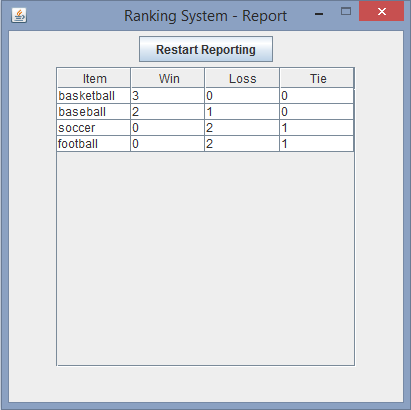 Ranking System - Report
Restart Reporting
Item Win Loss Tie
basketball 3 0 0
baseball 2 1 0
soccer 0 2 1
football 0 2 1